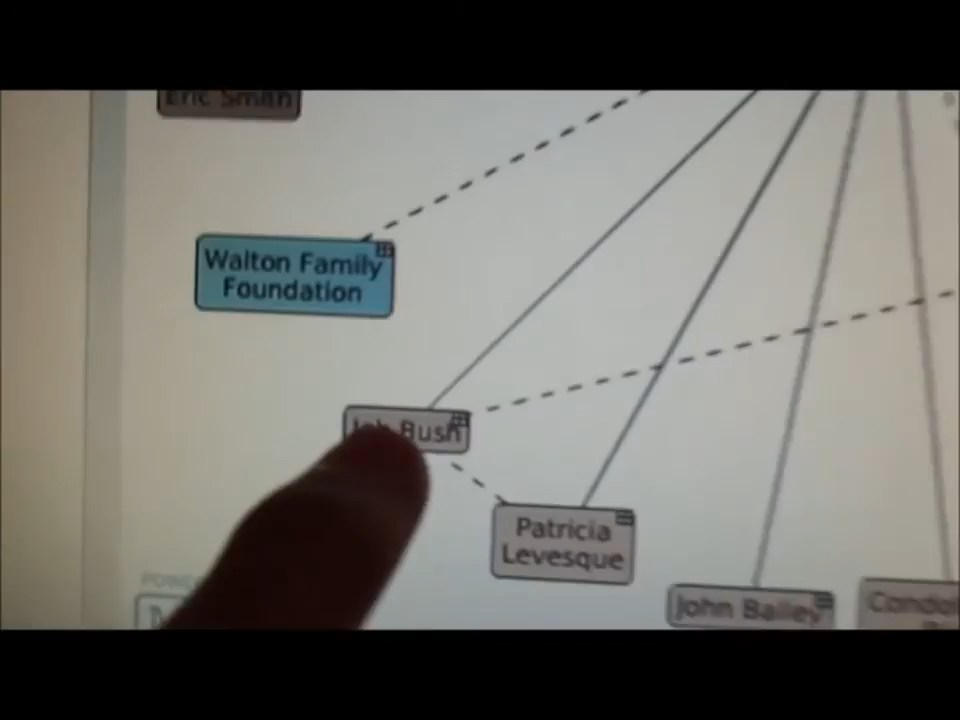 Eric Smith
Walton Family
Foundation
Jeb Bush
Patricia
Levesque
John Bailey